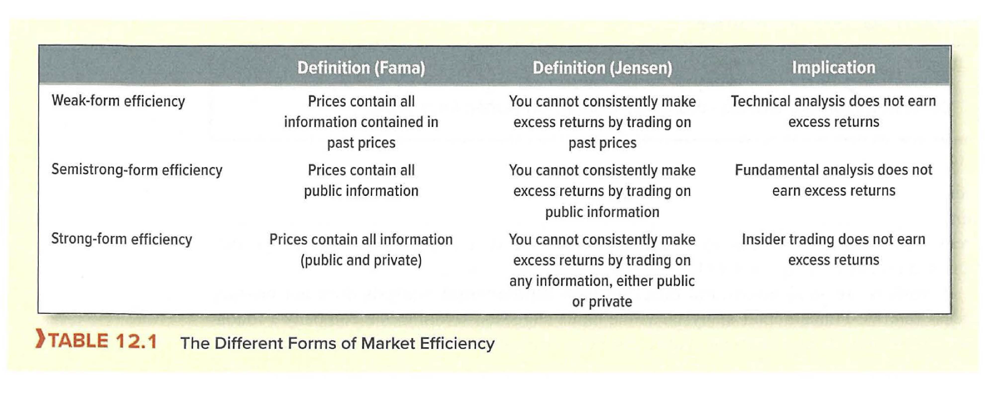 Definition (Fama) Definition (Jensen) Implication
Weak-form efficiency Prices contain all You cannot consistently make Technical analysis does not earn
information contained in excess returns by trading on excess returns
past prices past prices
Semistrong-form efficiency Prices contain all You cannot consistently make Fundamental analysis does not
public information excess returns by trading on earn excess returns
public information
Strong-form efficiency Prices contain all information You cannot consistently make Insider trading does not earn
(public and private) excess returns by trading on excess returns
any information, either public
or private
❱TABLE 12.1 The Different Forms of Market Efficiency